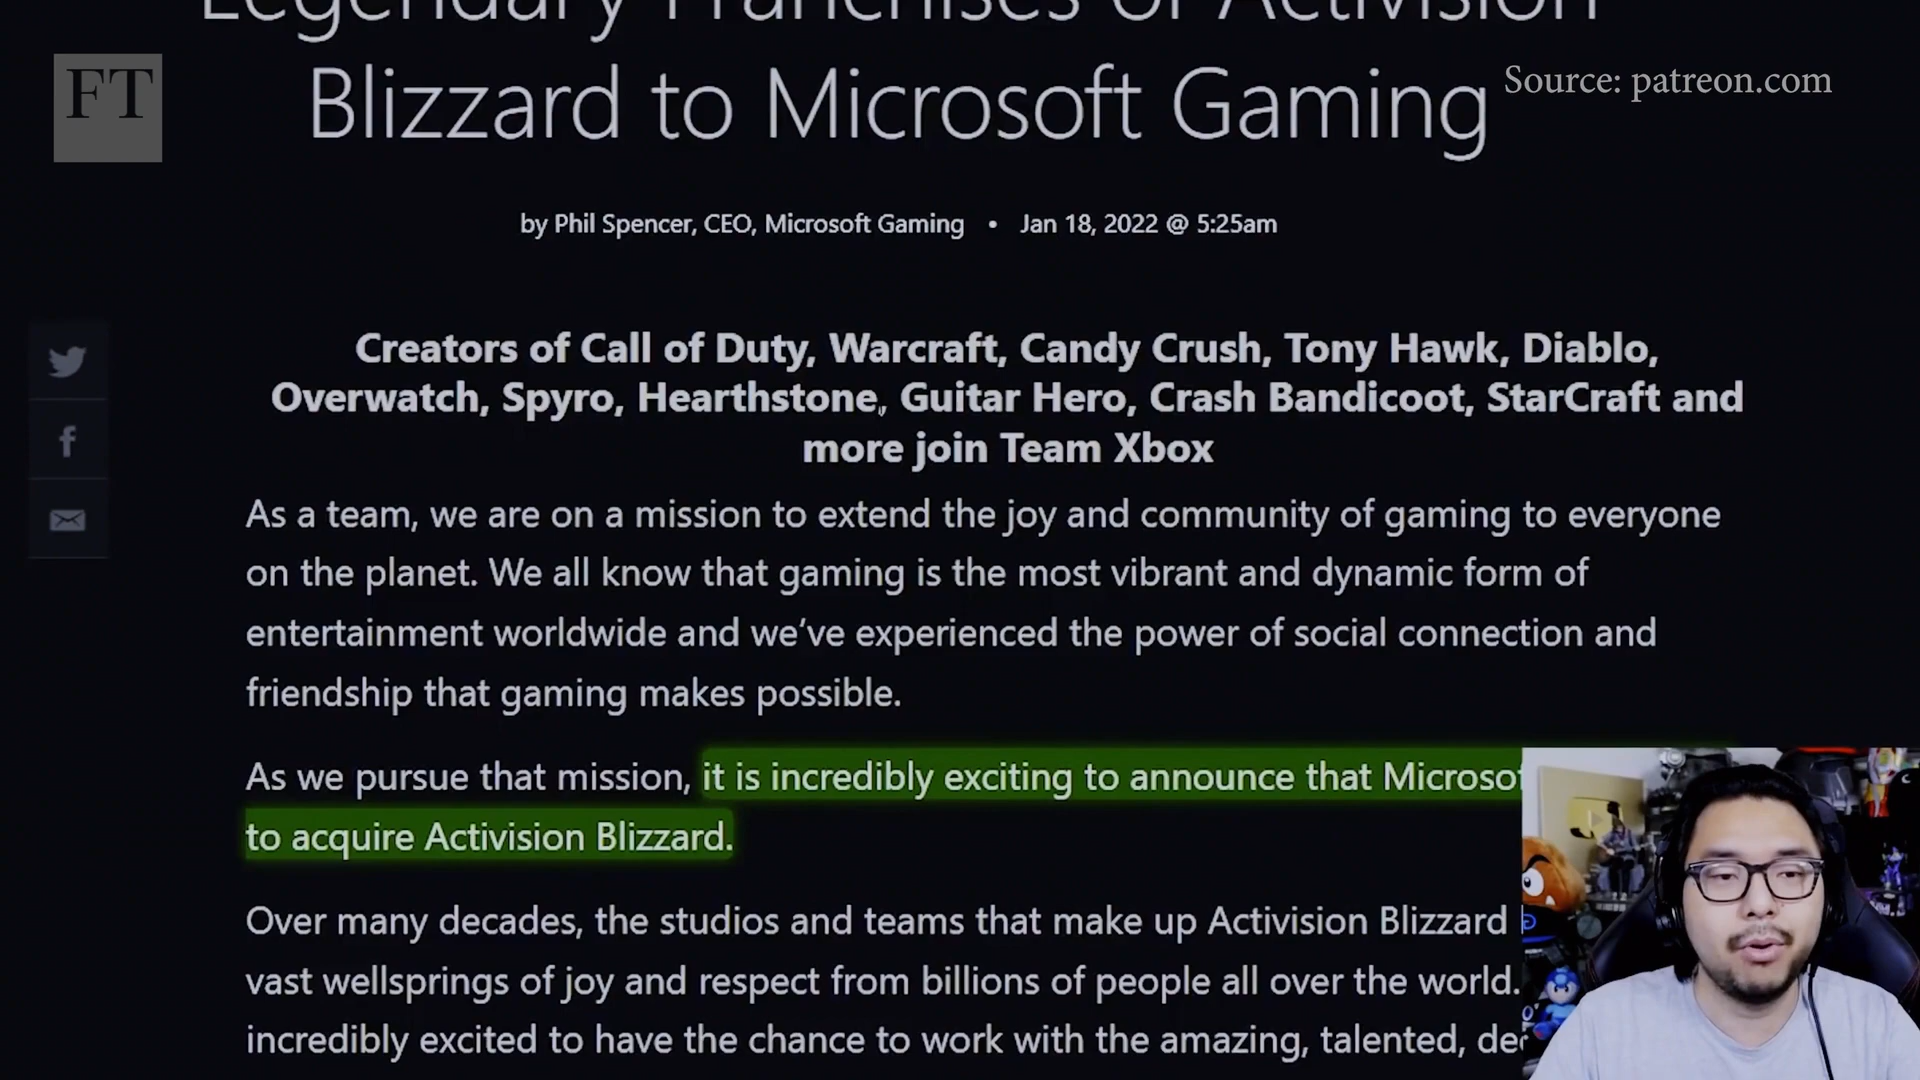 Legendary Franchises of Activision
Blizzard to Microsoft Gaming
FT
Source: patreon.com
by Phil Spencer, CEO, Microsoft Gaming • Jan 18, 2022 @ 5:25am
Creators of Call of Duty, Warcraft, Candy Crush, Tony Hawk, Diablo,
Overwatch, Spyro, Hearthstone, Guitar Hero, Crash Bandicoot, StarCraft and
more join Team Xbox
As a team, we are on a mission to extend the joy and community of gaming to everyone
on the planet. We all know that gaming is the most vibrant and dynamic form of
entertainment worldwide and we’ve experienced the power of social connection and
friendship that gaming makes possible.
As we pursue that mission, it is incredibly exciting to announce that Microsof
to acquire Activision Blizzard.
Over many decades, the studios and teams that make up Activision Blizzard
vast wellsprings of joy and respect from billions of people all over the world.
incredibly excited to have the chance to work with the amazing, talented,